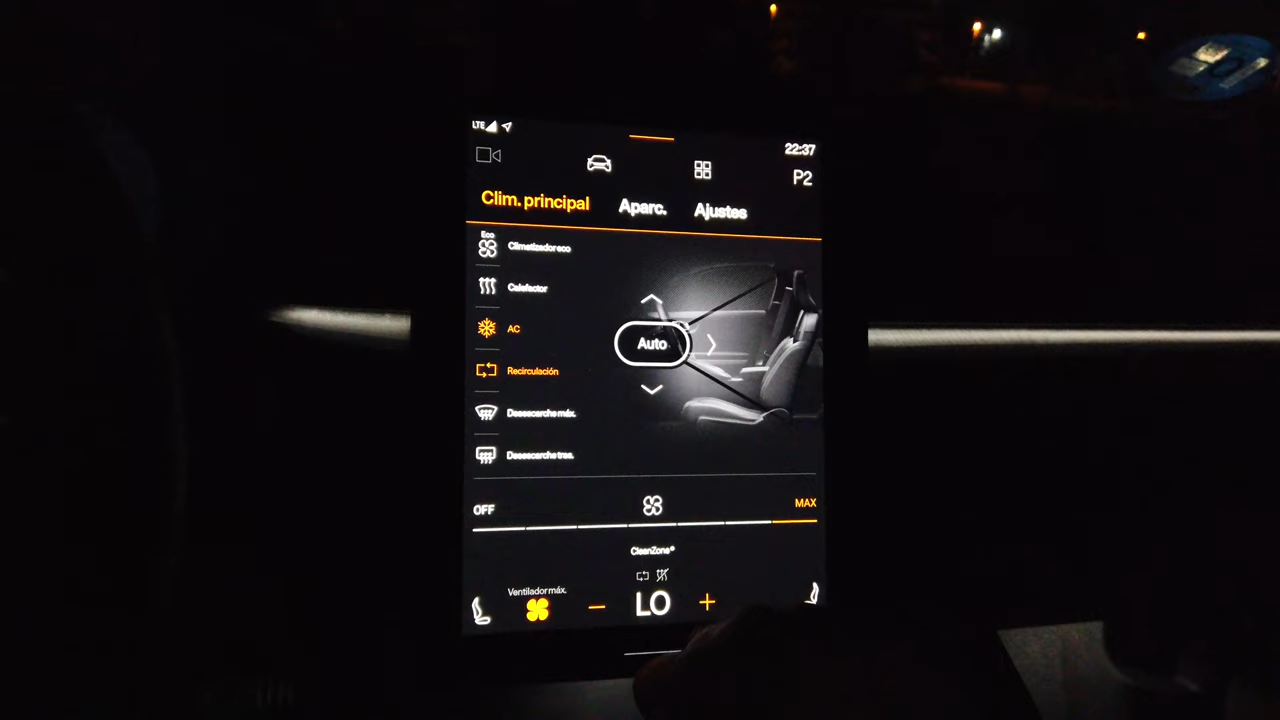 LTE
22:37
P2
Clim. principal
Aparc.
Ajustes
Eco
Climatizador eco
Calefactor
AC
Recirculación
Auto
Desescarche máx.
Desescarche tras.
OFF
MAX
CleanZone®
Ventilador máx.
LO